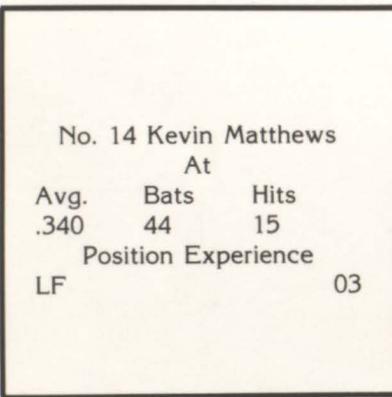 No. 14 Kevin Matthews
At
Avg. Bats Hits
.340 44 15
Position Experience
LF 03